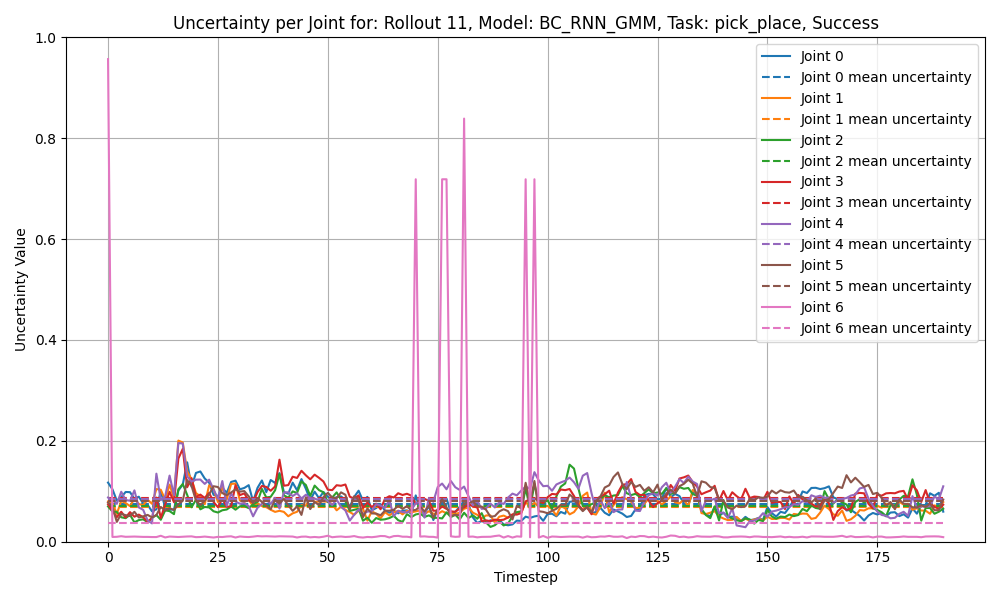 Uncertainty per Joint for: Rollout 11, Model: BC_RNN_GMM, Task: pick_place, Success
Uncertainty Value
1.0
0.8
0.6
0.4
0.2
0.0
Joint 0
Joint 0 mean uncertainty
Joint 1
Joint 1 mean uncertainty
Joint 2
Joint 2 mean uncertainty
Joint 3
Joint 3 mean uncertainty
Joint 4
Joint 4 mean uncertainty
Joint 5
Joint 5 mean uncertainty
Joint 6
Joint 6 mean uncertainty
0 25 50 75 100 125 150 175
Timestep